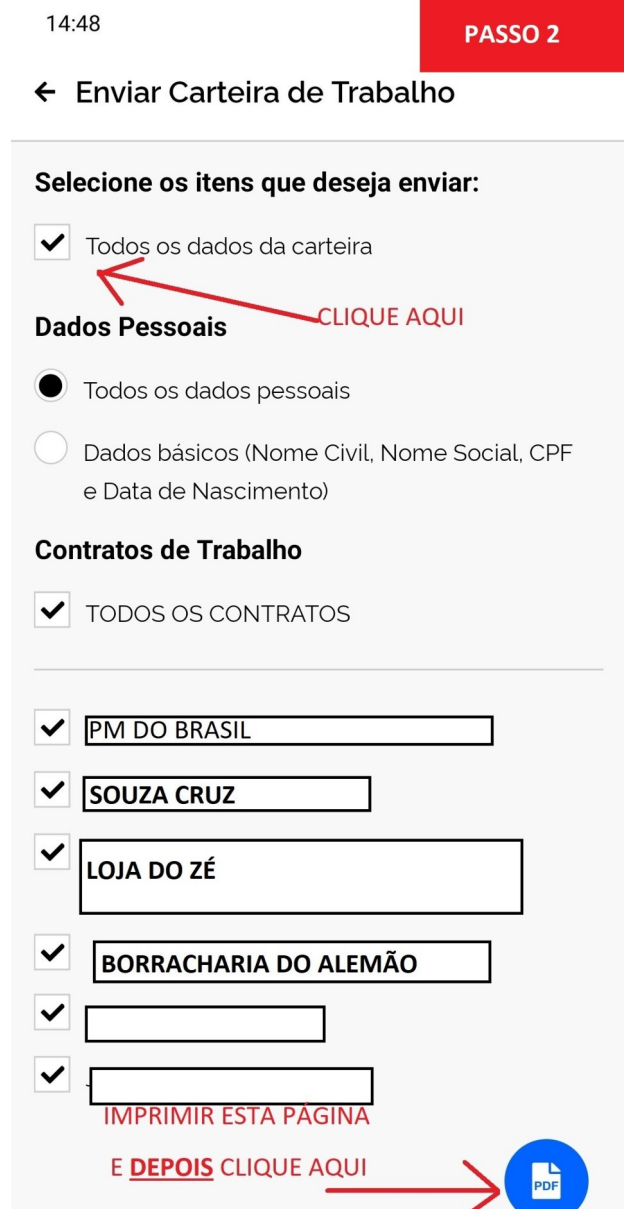 14:48
PASSO 2
← Enviar Carteira de Trabalho
Selecione os itens que deseja enviar:
Todos os dados da carteira
CLIQUE AQUI
Dados Pessoais
Todos os dados pessoais
Dados básicos (Nome Civil, Nome Social, CPF
e Data de Nascimento)
Contratos de Trabalho
TODOS OS CONTRATOS
PM DO BRASIL
SOUZA CRUZ
LOJA DO ZÉ
BORRACHARIA DO ALEMÃO
IMPRIMIR ESTA PÁGINA
E DEPOIS CLIQUE AQUI
PDF